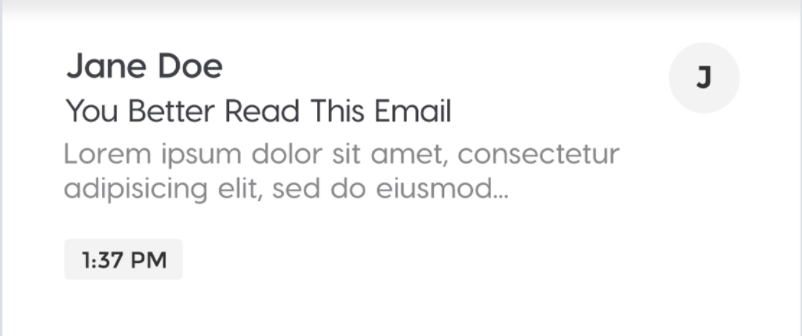 Jane Doe
J
You Better Read This Email
Lorem ipsum dolor sit amet, consectetur
adipisicing elit, sed do eiusmod...
1:37 PM